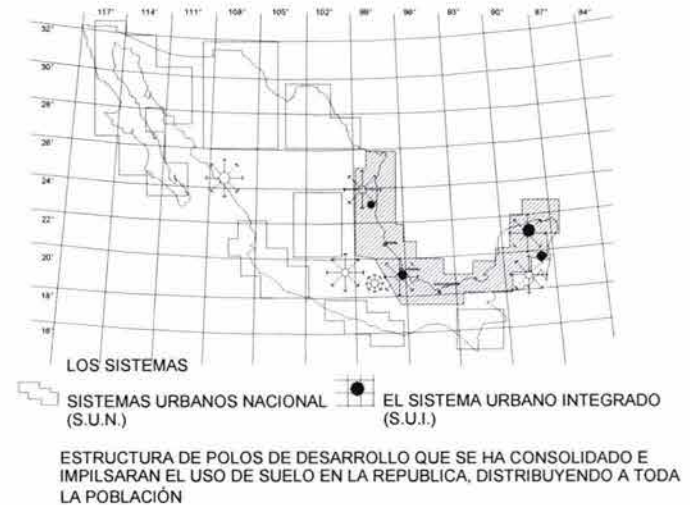 117° 114° 111° 108° 105° 102° 99° 96° 93° 90° 87° 94°
32°
30°
28°
26°
24°
22°
20°
18°
16°
LOS SISTEMAS
SISTEMAS URBANOS NACIONAL
(S.U.N.)
EL SISTEMA URBANO INTEGRADO
(S.U.I.)
ESTRUCTURA DE POLOS DE DESARROLLO QUE SE HA CONSOLIDADO E
IMPILSARAN EL USO DE SUELO EN LA REPUBLICA, DISTRIBUYENDO A TODA
LA POBLACIÓN